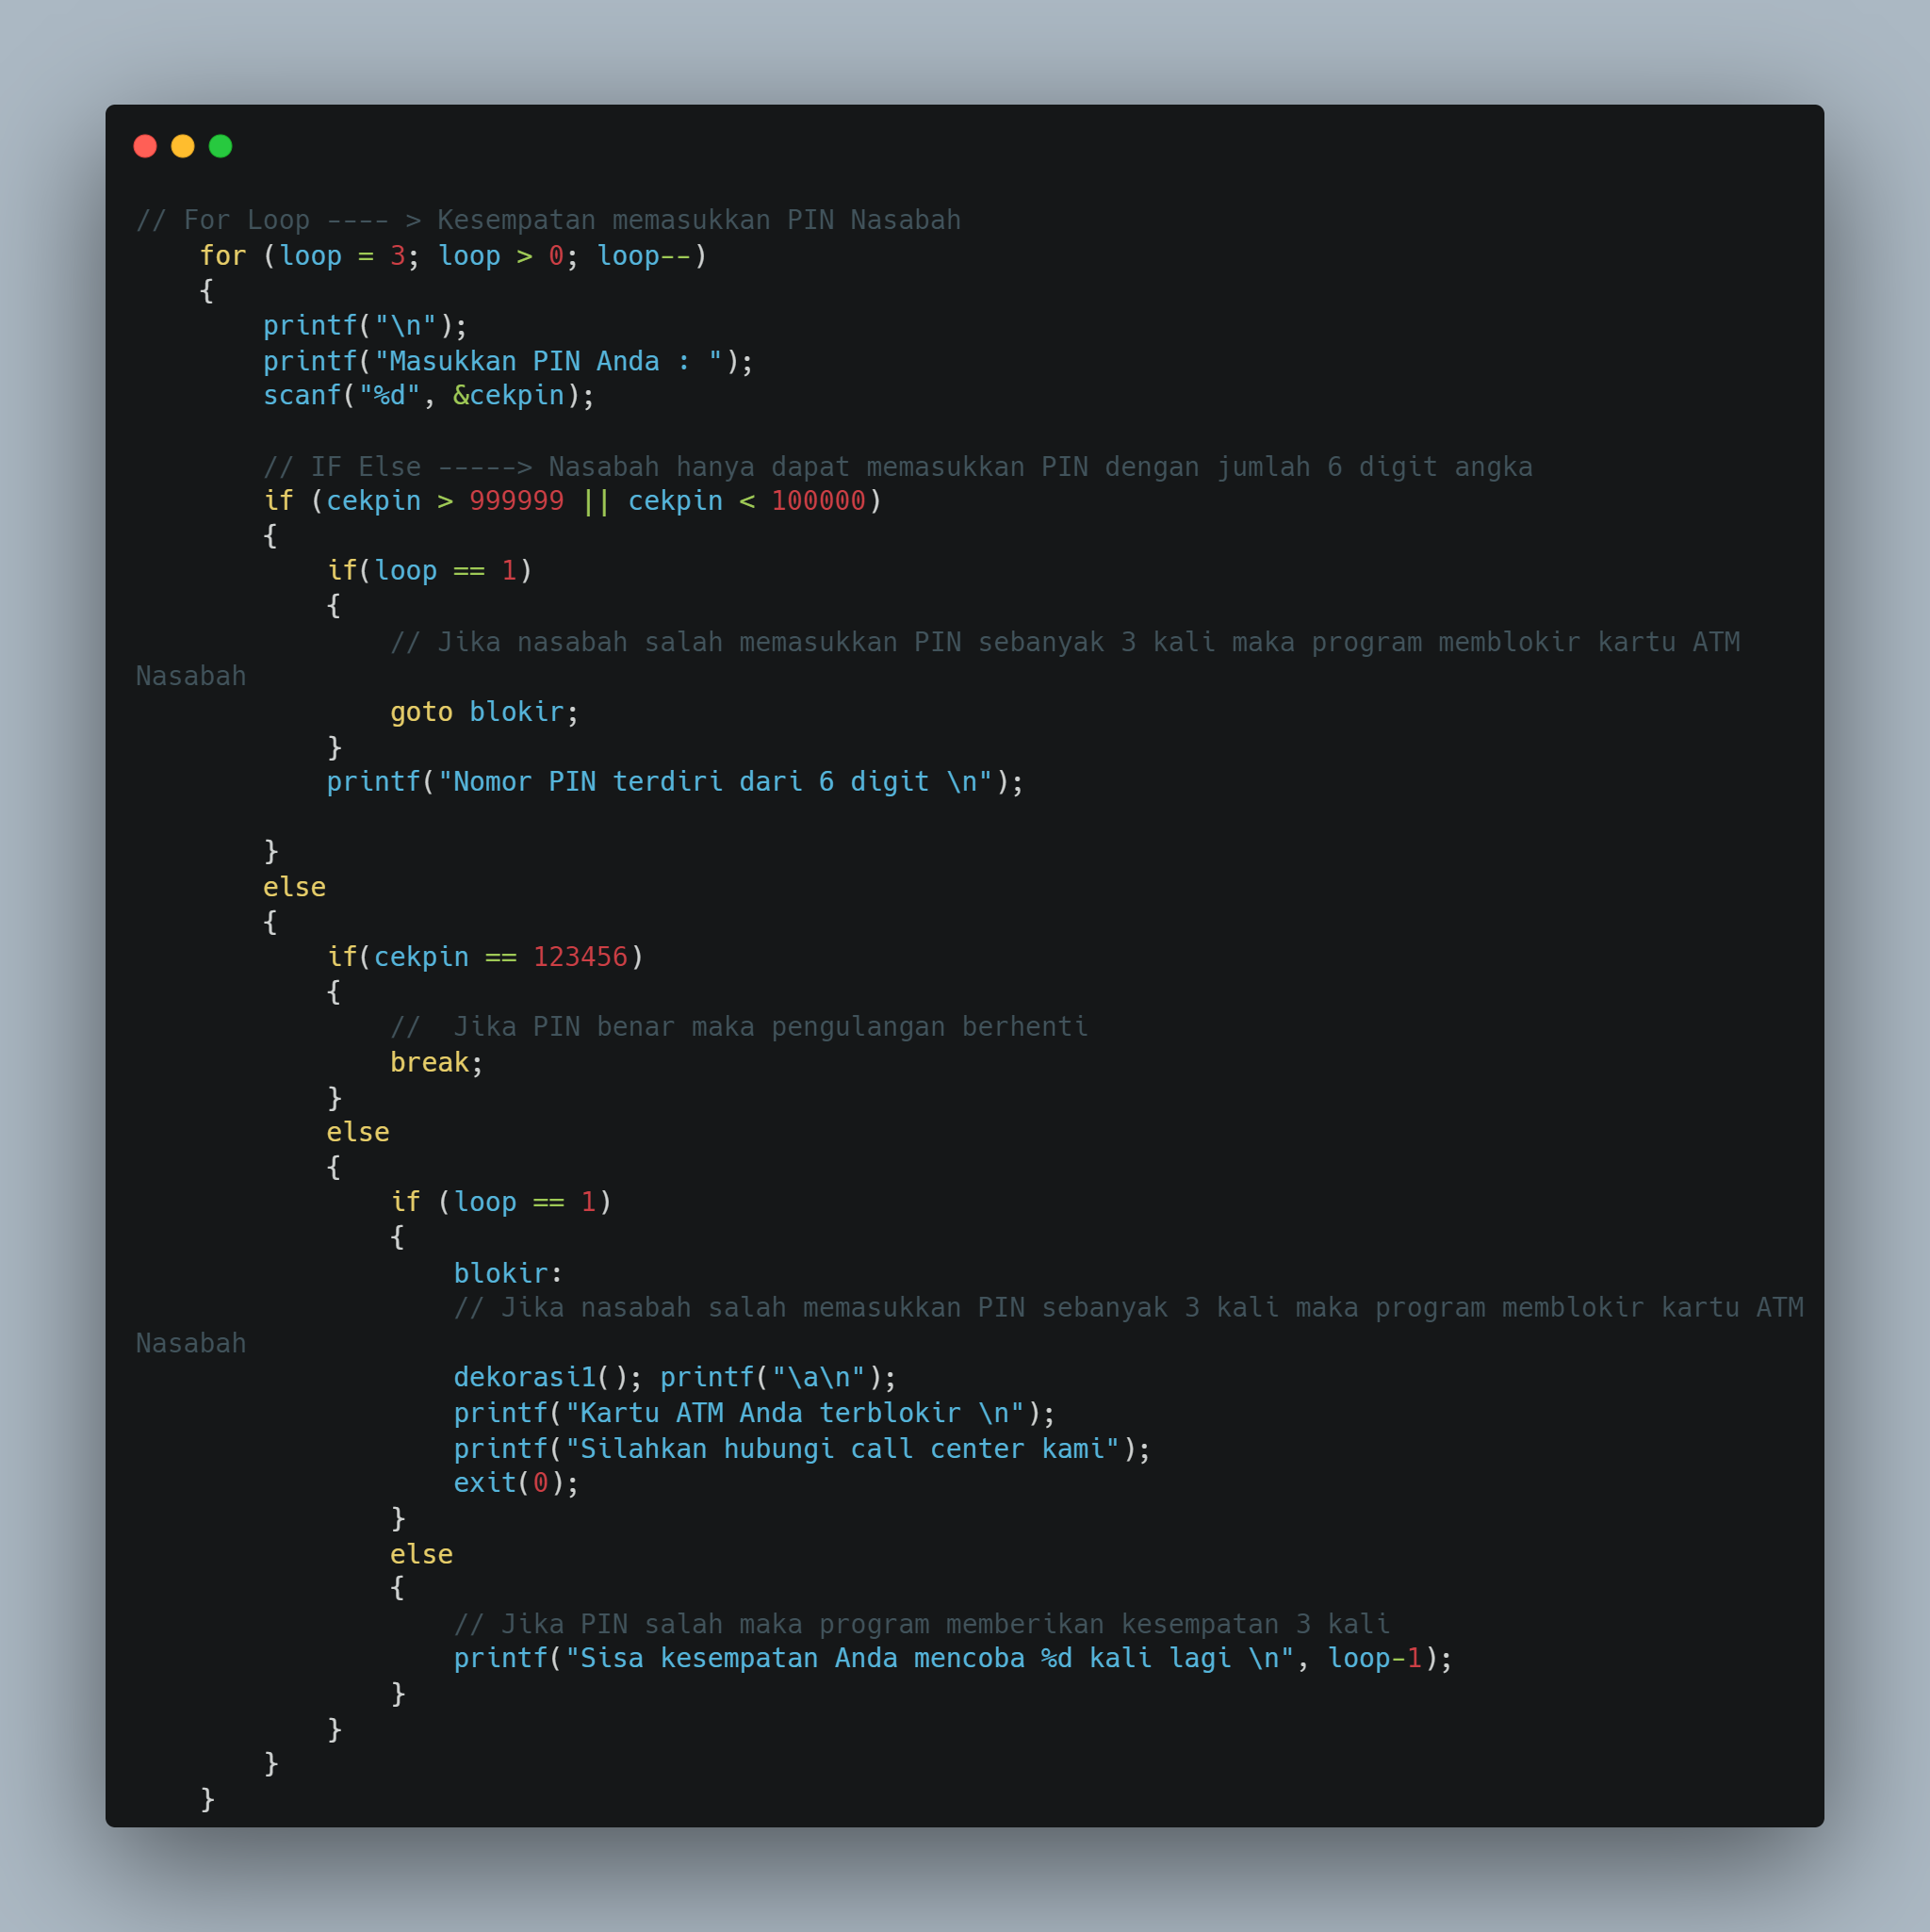 // For Loop ---- > Kesempatan memasukkan PIN Nasabah
    for (loop = 3; loop > 0; loop--)
    {
        printf("\n");
        printf("Masukkan PIN Anda : ");
        scanf("%d", &cekpin);

        // IF Else -----> Nasabah hanya dapat memasukkan PIN dengan jumlah 6 digit angka
        if (cekpin > 999999 || cekpin < 100000)
        {
            if(loop == 1)
            {
                // Jika nasabah salah memasukkan PIN sebanyak 3 kali maka program memblokir kartu ATM
Nasabah
                goto blokir;
            }
            printf("Nomor PIN terdiri dari 6 digit \n");

        }
        else
        {
            if(cekpin == 123456)
            {
                //  Jika PIN benar maka pengulangan berhenti
                break;
            }
            else
            {
                if (loop == 1)
                {
                    blokir:
                    // Jika nasabah salah memasukkan PIN sebanyak 3 kali maka program memblokir kartu ATM
Nasabah
                    dekorasi1(); printf("\a\n");
                    printf("Kartu ATM Anda terblokir \n");
                    printf("Silahkan hubungi call center kami");
                    exit(0);
                }
                else
                {
                    // Jika PIN salah maka program memberikan kesempatan 3 kali
                    printf("Sisa kesempatan Anda mencoba %d kali lagi \n", loop-1);
                }
            }
        }
    }